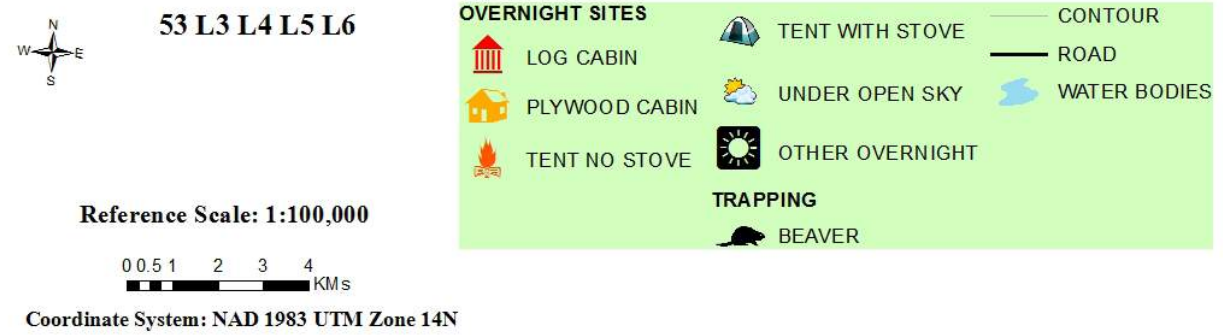 N
W E
S
53 L3 L4 L5 L6
Reference Scale: 1:100,000
0 0.5 1 2 3 4
KMs
Coordinate System: NAD 1983 UTM Zone 14N
OVERNIGHT SITES
LOG CABIN
PLYWOOD CABIN
TENT NO STOVE
TENT WITH STOVE
UNDER OPEN SKY
OTHER OVERNIGHT
TRAPPING
BEAVER
CONTOUR
ROAD
WATER BODIES